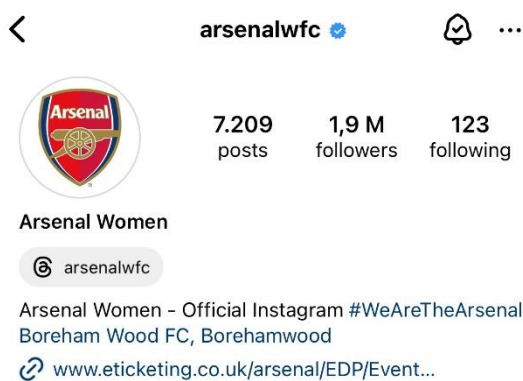 arsenalwfc
Arsenal
7.209 1,9 M 123
posts followers following
Arsenal Women
arsenalwfc
Arsenal Women - Official Instagram #WeAreTheArsenal
Boreham Wood FC, Borehamwood
www.eticketing.co.uk/arsenal/EDP/Event...